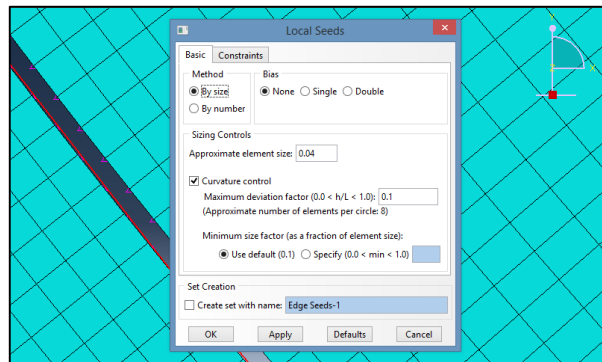 Local Seeds
Basic Constraints
Method
By size
By number
Bias
None Single Double
Sizing Controls
Approximate element size: 0.04
Curvature control
Maximum deviation factor (0.0 < h/L < 1.0): 0.1
(Approximate number of elements per circle: 8)
Minimum size factor (as a fraction of element size):
Use default (0.1) Specify (0.0 < min < 1.0)
Set Creation
Create set with name: Edge Seeds-1
OK Apply Defaults Cancel
X